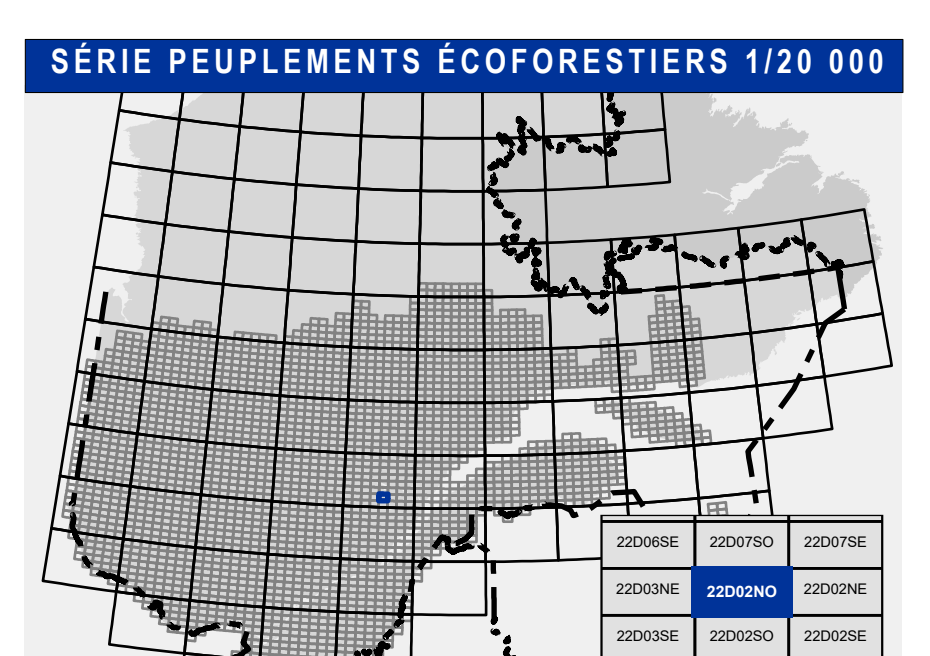 SÉRIE PEUPLEMENTS ÉCOFORESTIERS 1/20 000
22D06SE 22D07SO 22D07SE
22D03NE 22D02NO 22D02NE
22D03SE 22D02SO 22D02SE